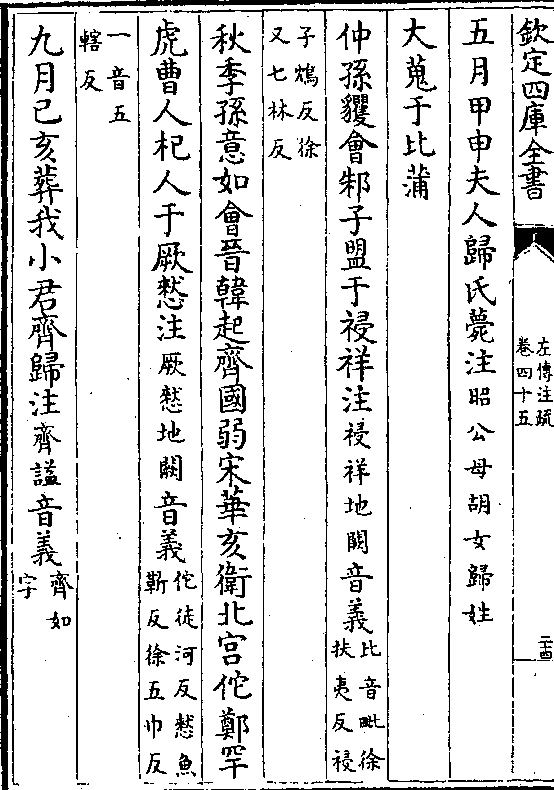 欽定四庫全書
左傳注疏
卷四十五
二十四
五月甲申夫人歸氏薨注昭公母胡女歸姓
大蒐于比蒲
仲孫貜會邾子盟于祲祥注祲祥地闕音義比音毗徐扶夷反祲
子鴆反徐又七林反
秋季孫意如會晉韓起齊國弱宋華亥衛北宮佗鄭罕
虎曹人杞人于厥憖注厥憖地闕音義佗徒河反憖魚靳反徐五巾反
一音五轄反
九月己亥葬我小君齊歸注齊諡音義齊如字